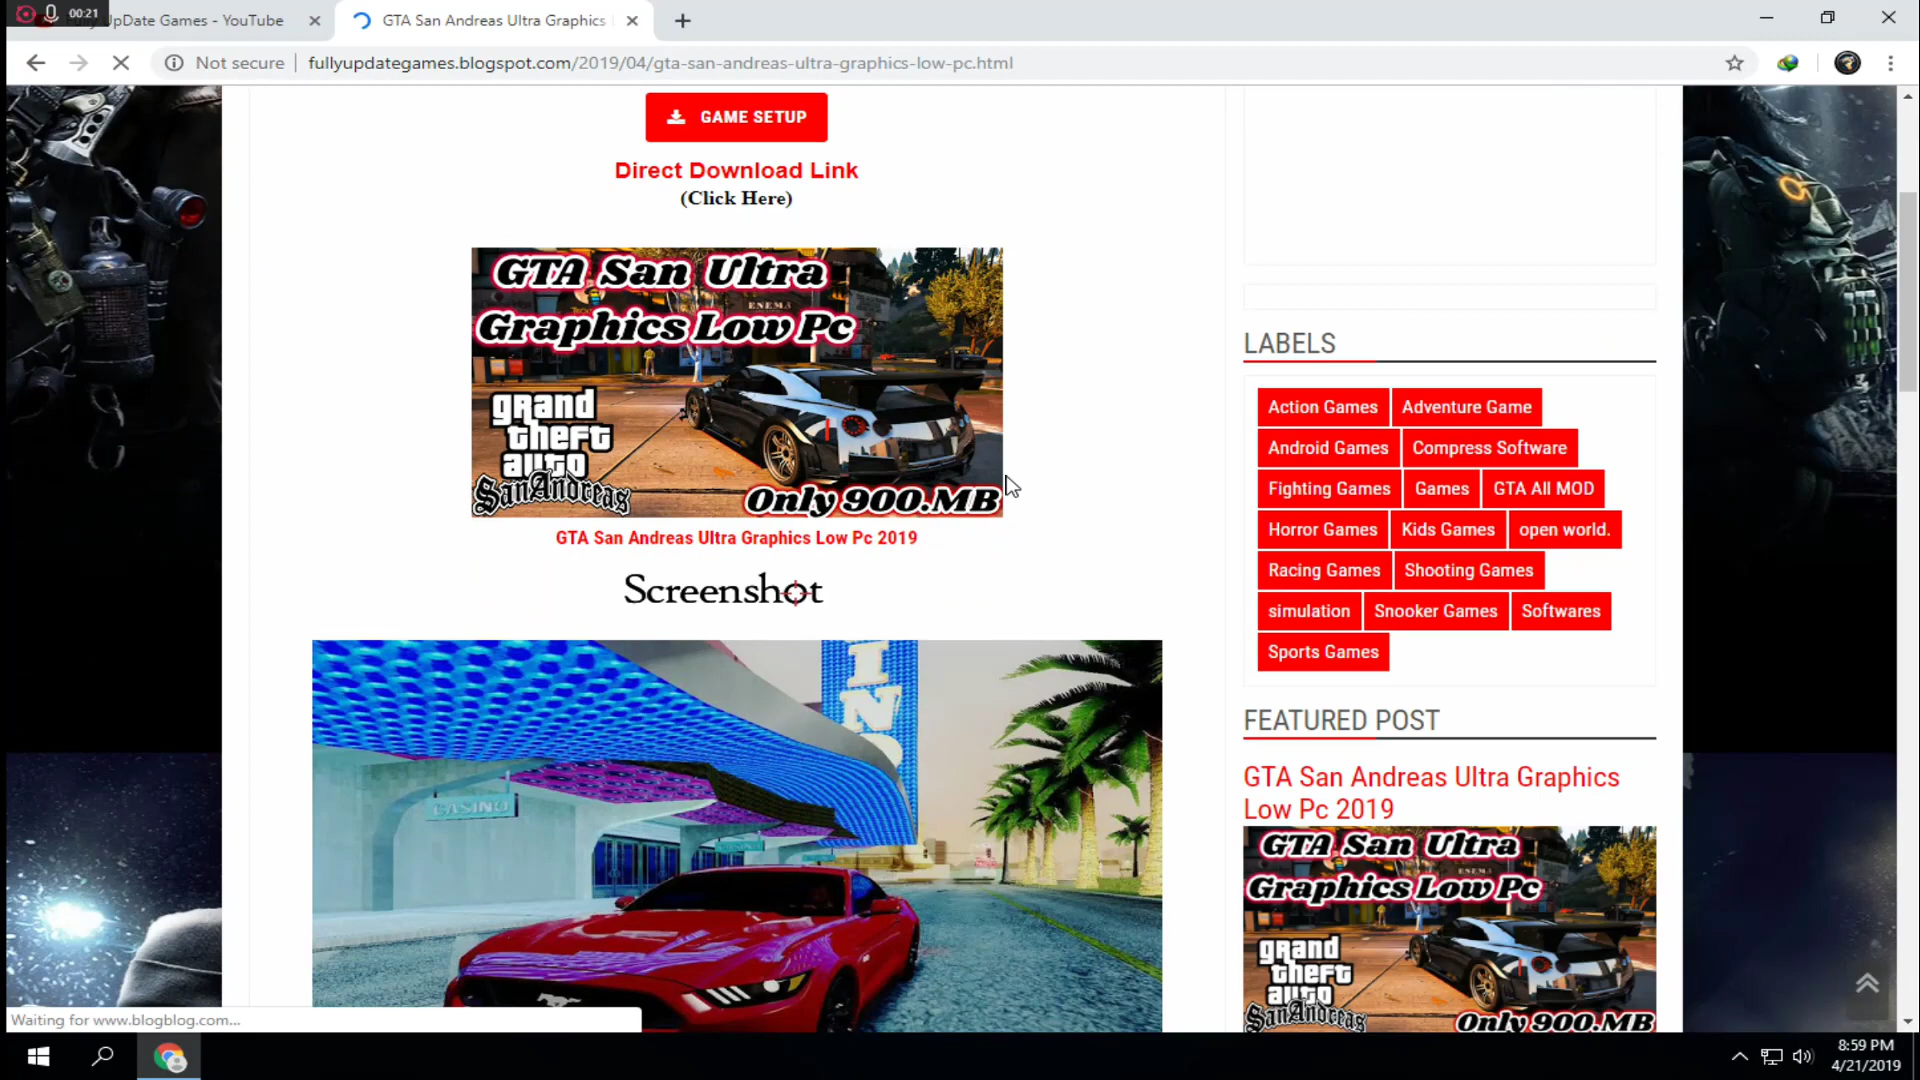 00:21
UpDate Games - YouTube
GTA San Andreas Ultra Graphics
Not secure
fullyupdategames.blogspot.com/2019/04/gta-san-andreas-ultra-graphics-low-pc.html
GAME SETUP
Direct Download Link
(Click Here)
GTA San Ultra
ENEMA
Graphics Low Pc
grand
theft
auto
SanAndreas
Only 900.MB
GTA San Andreas Ultra Graphics Low Pc 2019
Screenshot
CASINO
LABELS
Action Games
Adventure Game
Android Games
Compress Software
Fighting Games
Games
GTA All MOD
Horror Games
Kids Games
open world.
Racing Games
Shooting Games
simulation
Snooker Games
Softwares
Sports Games
FEATURED POST
GTA San Andreas Ultra Graphics
Low Pc 2019
GTA San Ultra
Graphics Low Pc
grand
theft
auto
SanAndreas
Only 900.MB
Waiting for www.blogblog.com...
8:59 PM
4/21/2019